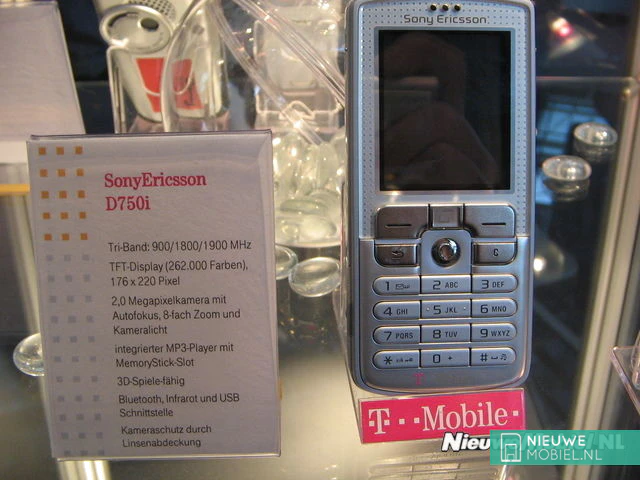 SonyEricsson
D750i
Tri-Band: 900/1800/1900 MHz
TFT-Display (262.000 Farben),
176 x 220 Pixel
2,0 Megapixelkamera mit
Autofokus, 8-fach Zoom und
Kameralicht
integrierter MP3-Player mit
MemoryStick-Slot
3D-Spiele-fähig
Bluetooth, Infrarot und USB
Schnittstelle
Kameraschutz durch
Linsenabdeckung
Sony Ericsson
C
1
2 ABC
3 DEF
4 GHI
5 JKL
6 MNO
7 PQRS
8 TUV
9 WXYZ
*
0 +
#
T··Mobile·
NL
NIEUWE
MOBIEL.NL